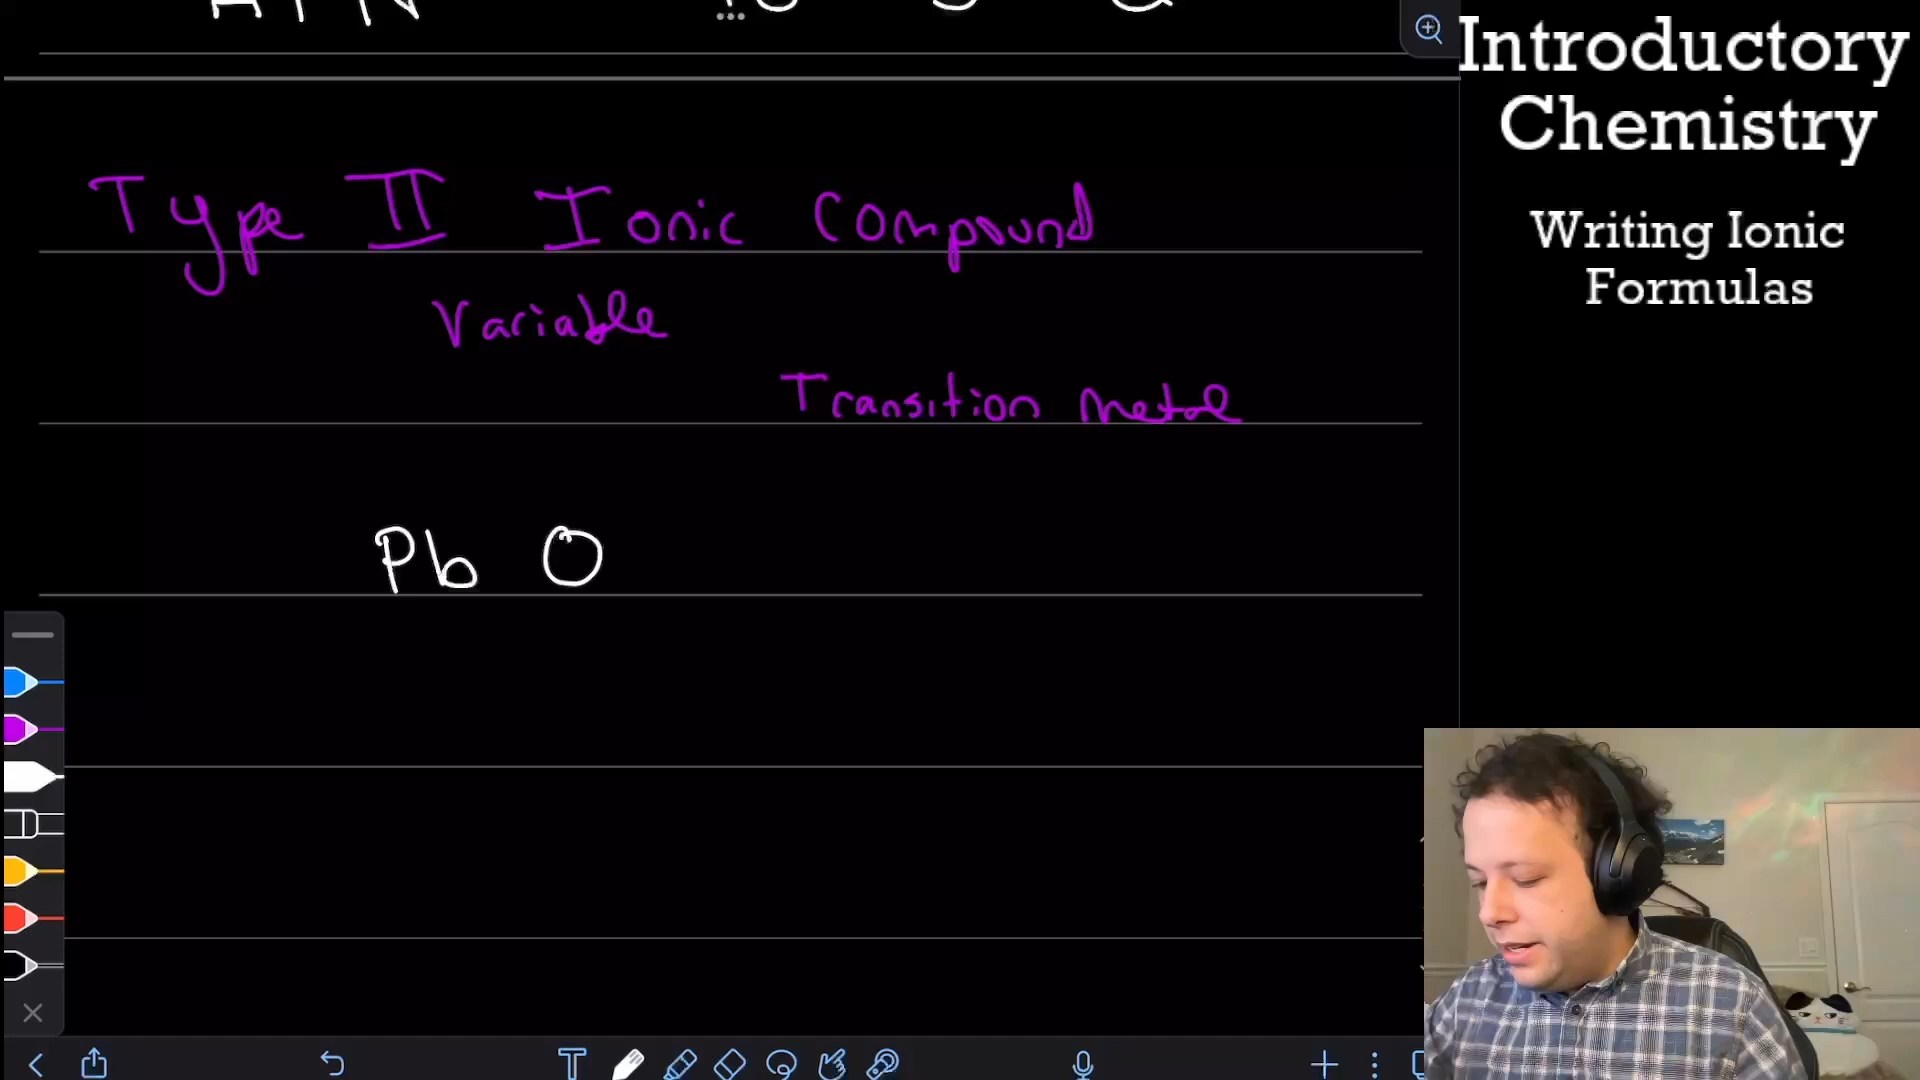 Introductory
Chemistry
Writing Ionic
Formulas
Type II Ionic Compound
Variable
Transition Metal
Pb O
T